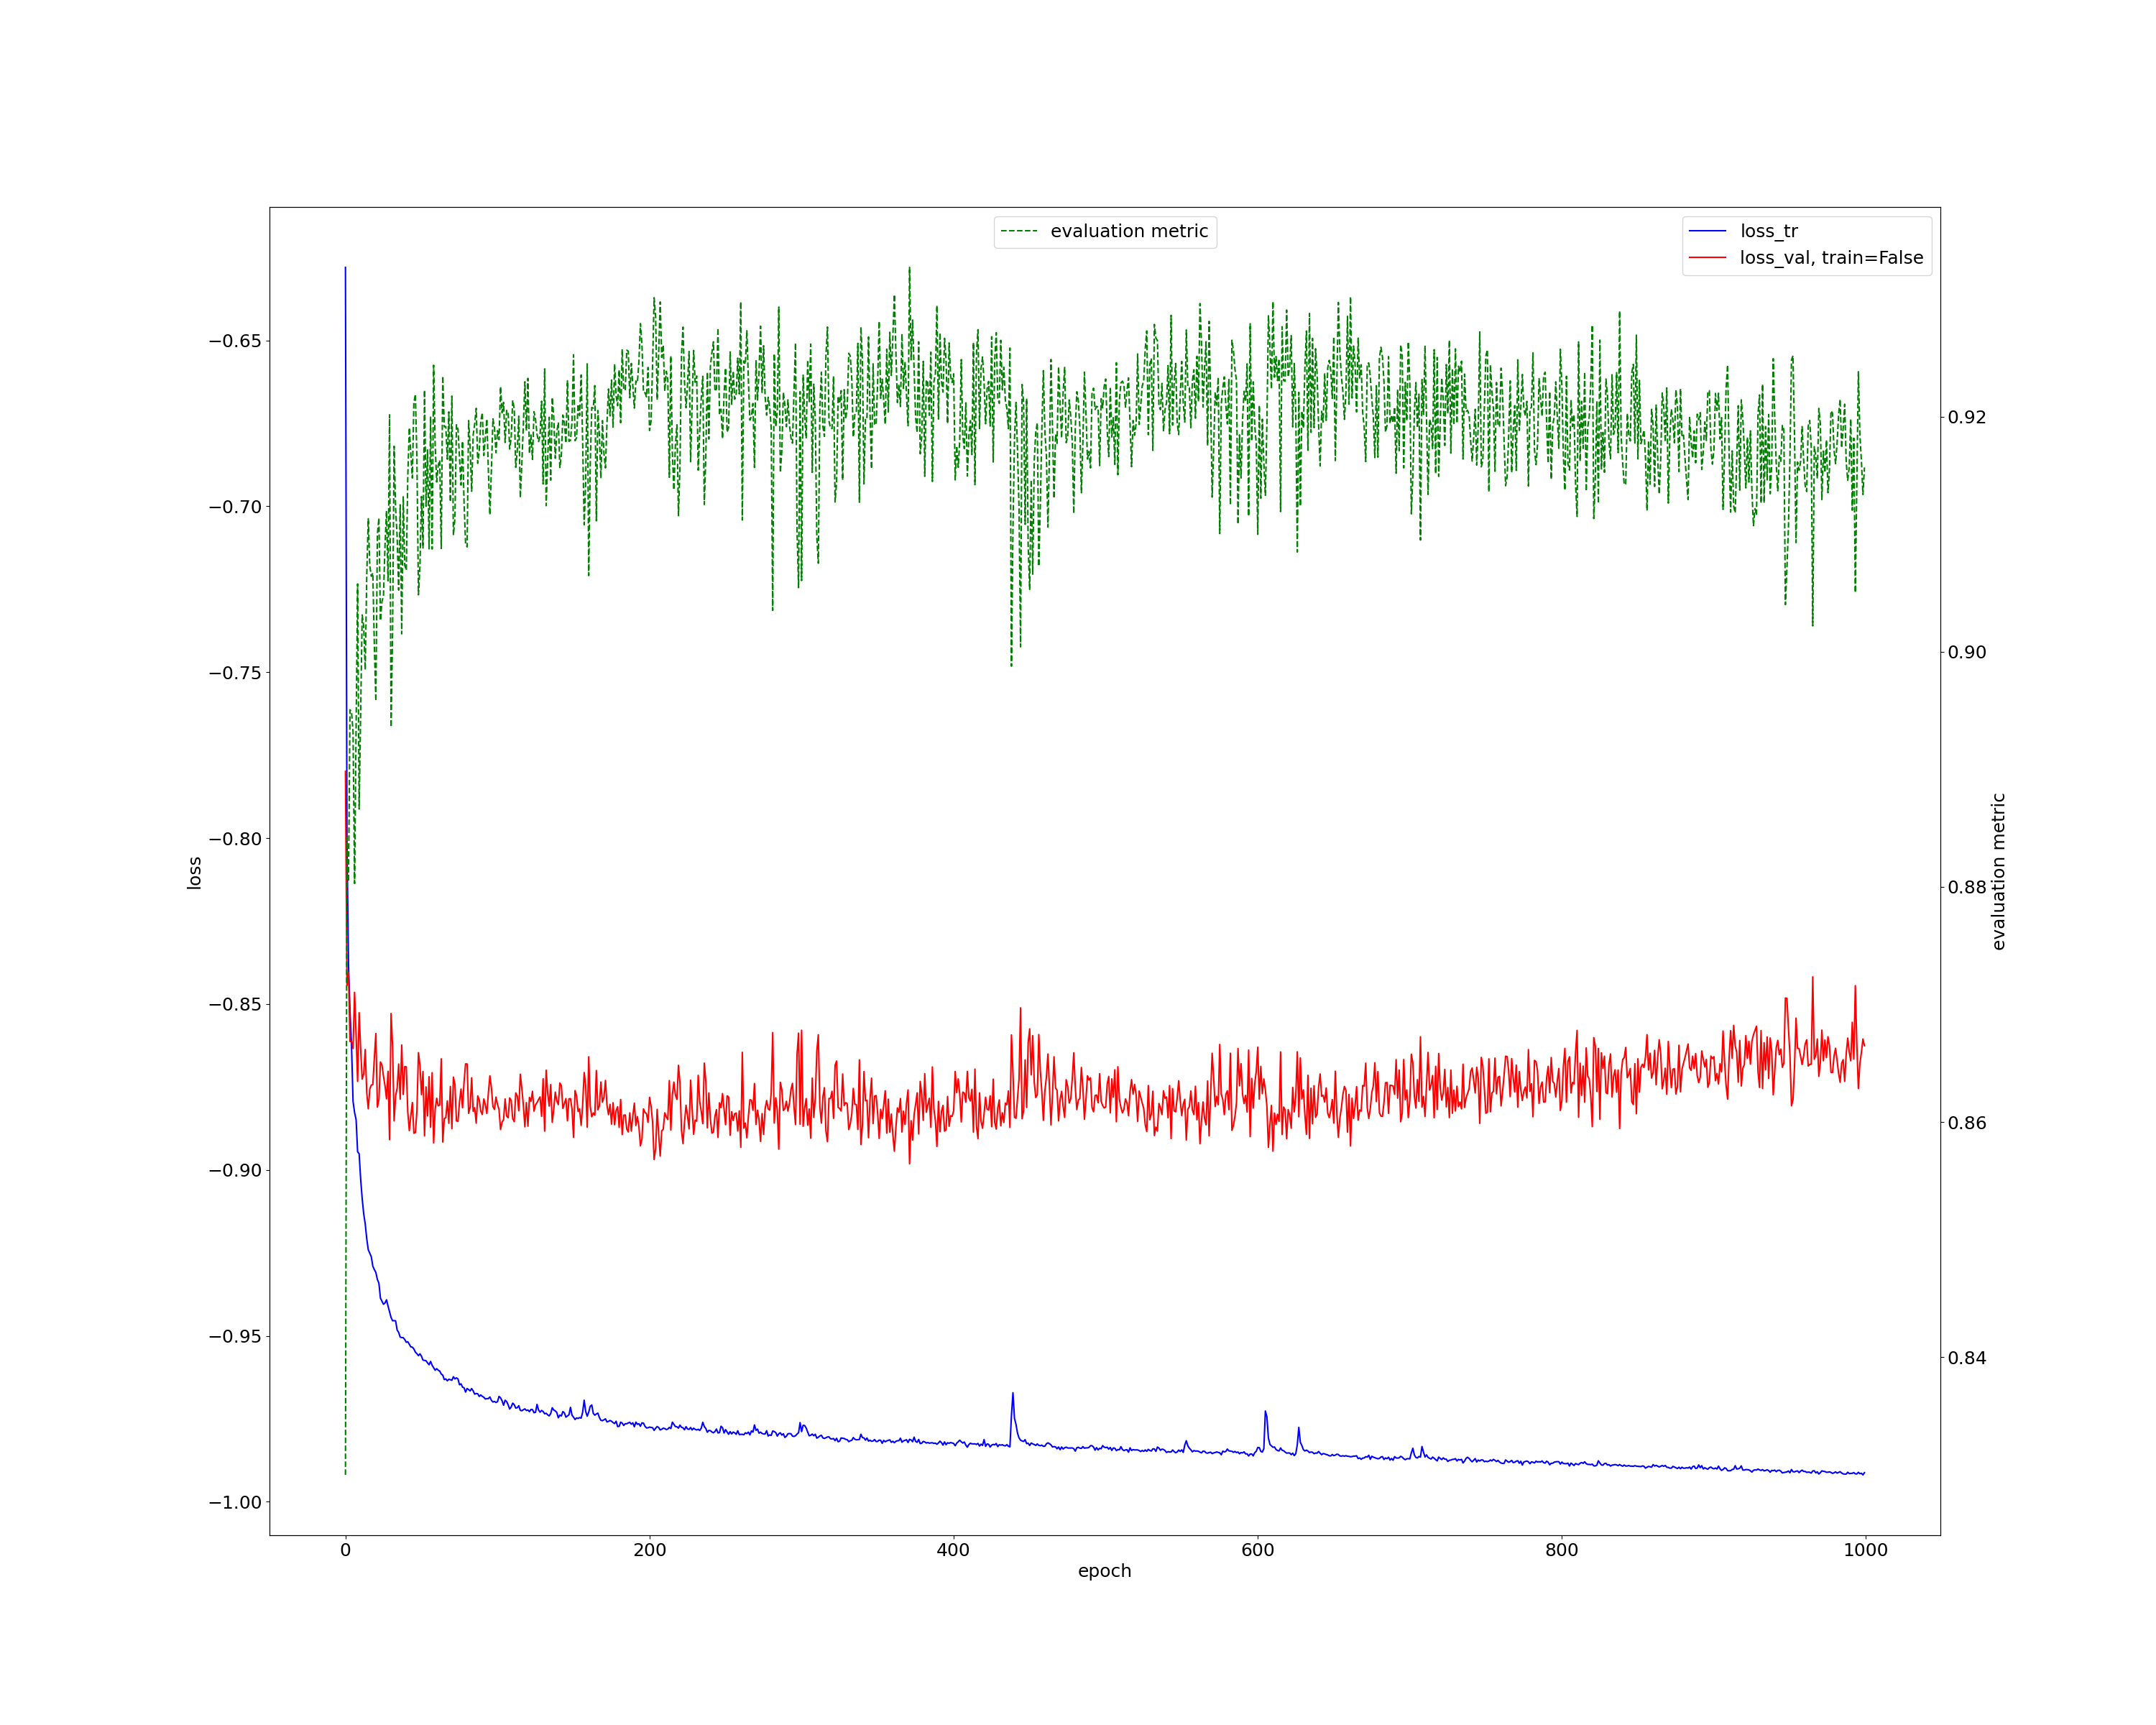 evaluation metric
loss_tr
loss_val, train=False
−0.65
−0.70
−0.75
−0.80
−0.85
−0.90
−0.95
−1.00
loss
0.92
0.90
0.88
0.86
0.84
evaluation metric
0 200 400 600 800 1000
epoch